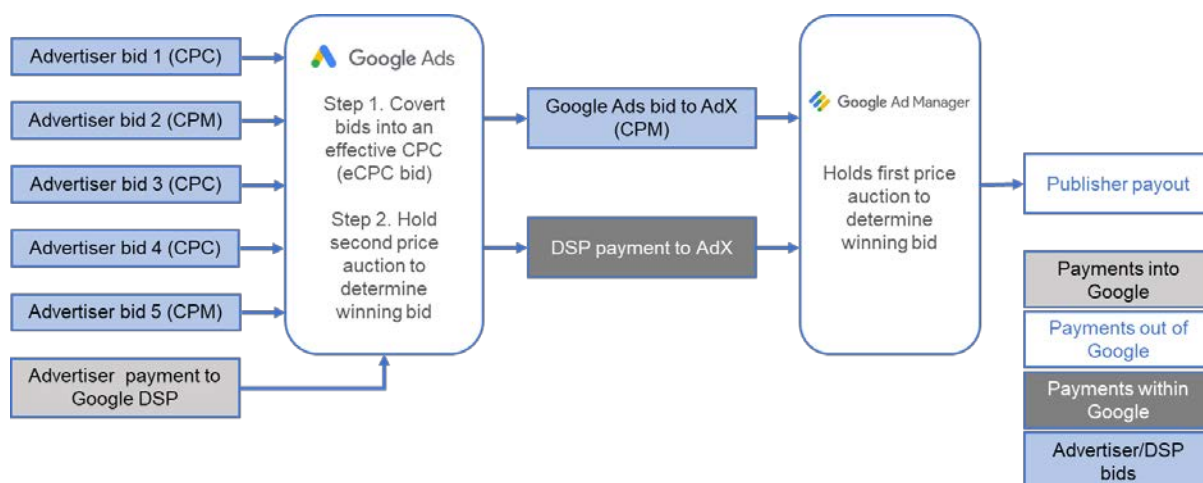 Advertiser bid 1 (CPC)
Advertiser bid 2 (CPM)
Advertiser bid 3 (CPC)
Advertiser bid 4 (CPC)
Advertiser bid 5 (CPM)
Advertiser payment to
Google DSP
Google Ads
Step 1. Covert
bids into an
effective CPC
(eCPC bid)
Step 2. Hold
second price
auction to
determine
winning bid
Google Ads bid to AdX
(CPM)
DSP payment to AdX
Google Ad Manager
Holds first price
auction to
determine
winning bid
Publisher payout
Payments into
Google
Payments out of
Google
Payments within
Google
Advertiser/DSP
bids